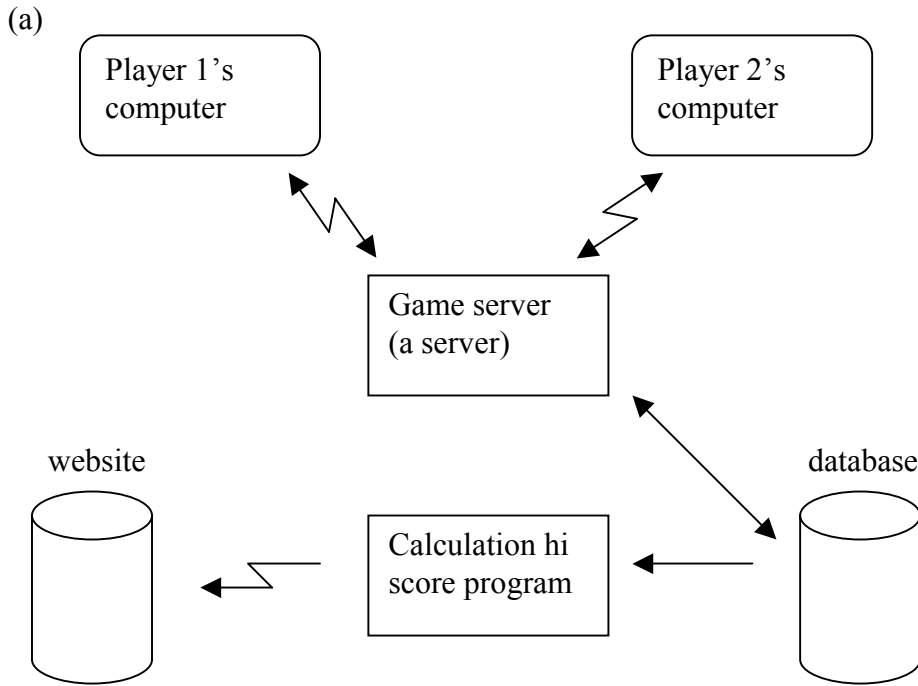 (a)
Player 1’s
computer
Player 2’s
computer
Game server
(a server)
website
database
Calculation hi
score program